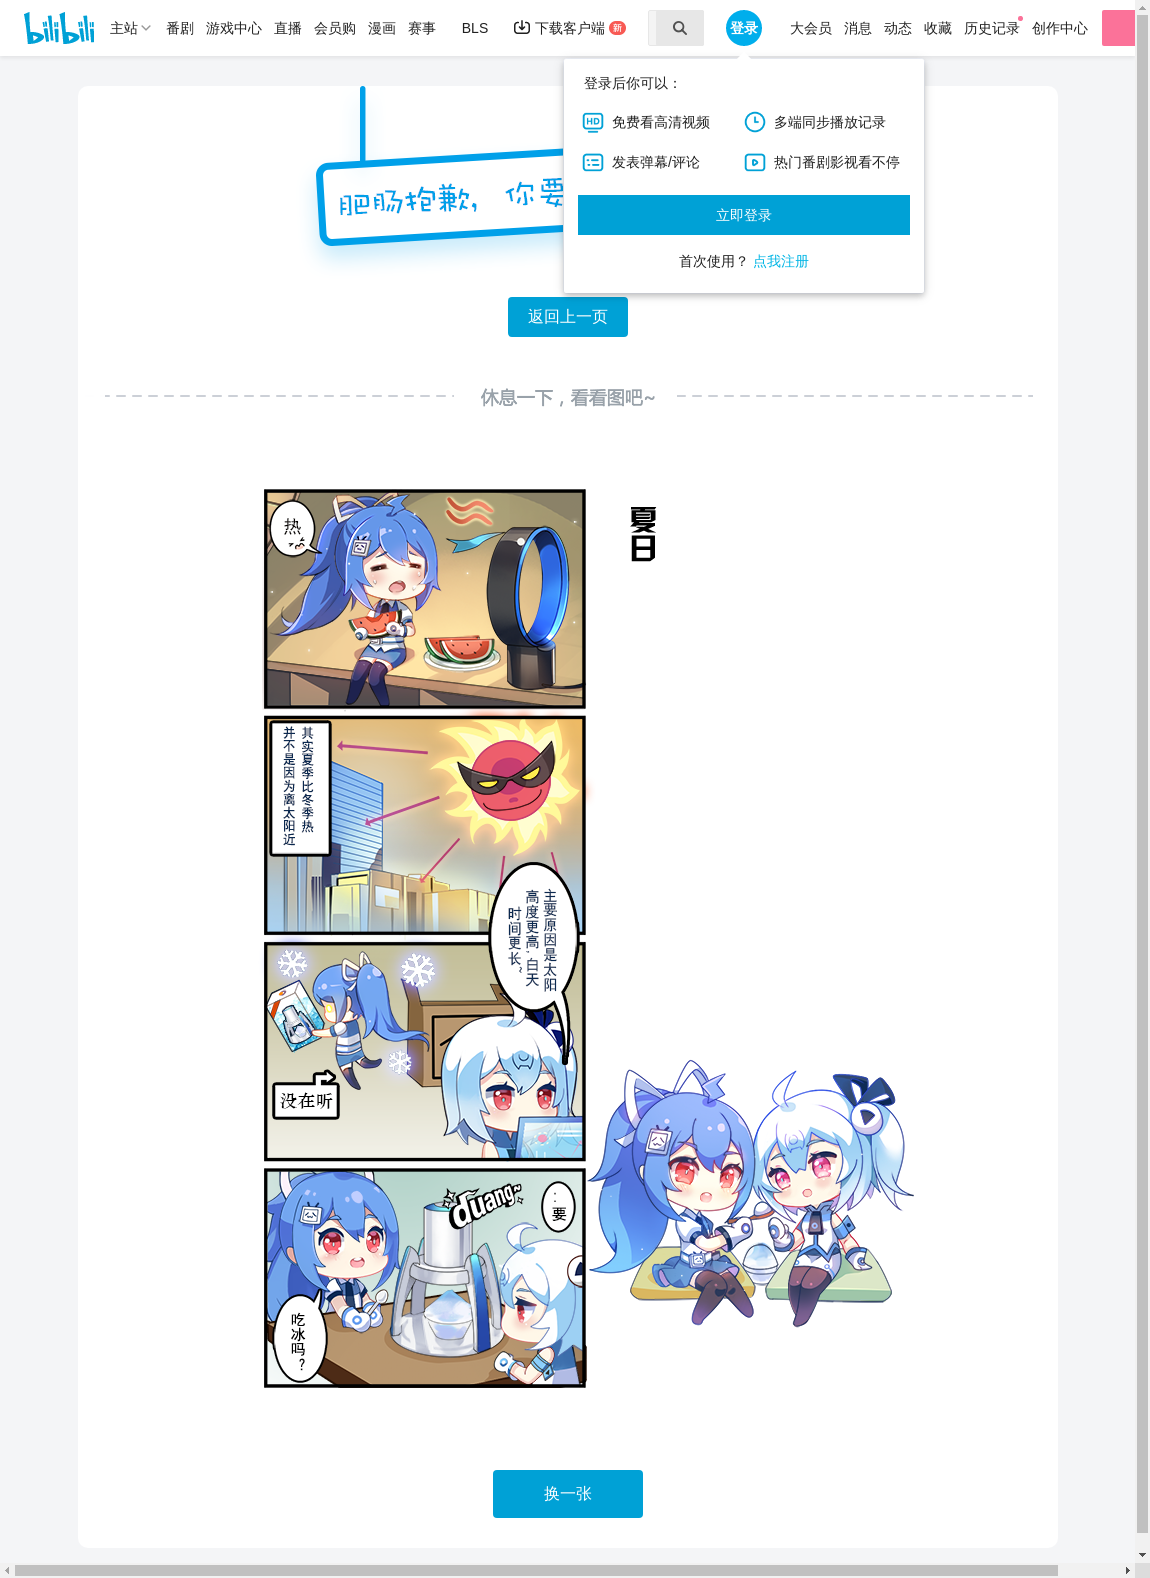 bilibili
主站
番剧
游戏中心
直播
会员购
漫画
赛事
BLS
下载客户端
新
登录
大会员
消息
动态
收藏
历史记录
创作中心
登录后你可以：
HD
免费看高清视频
多端同步播放记录
发表弹幕/评论
热门番剧影视看不停
立即登录
首次使用？ 点我注册
肥肠抱歉，你要
返回上一页
休息一下，看看图吧~
夏日
热
其实夏季比冬季热
并不是因为离太阳近
主要原因是太阳
高度更高，白天
时间更长~
没在听
duang~
…要
吃冰吗？
换一张